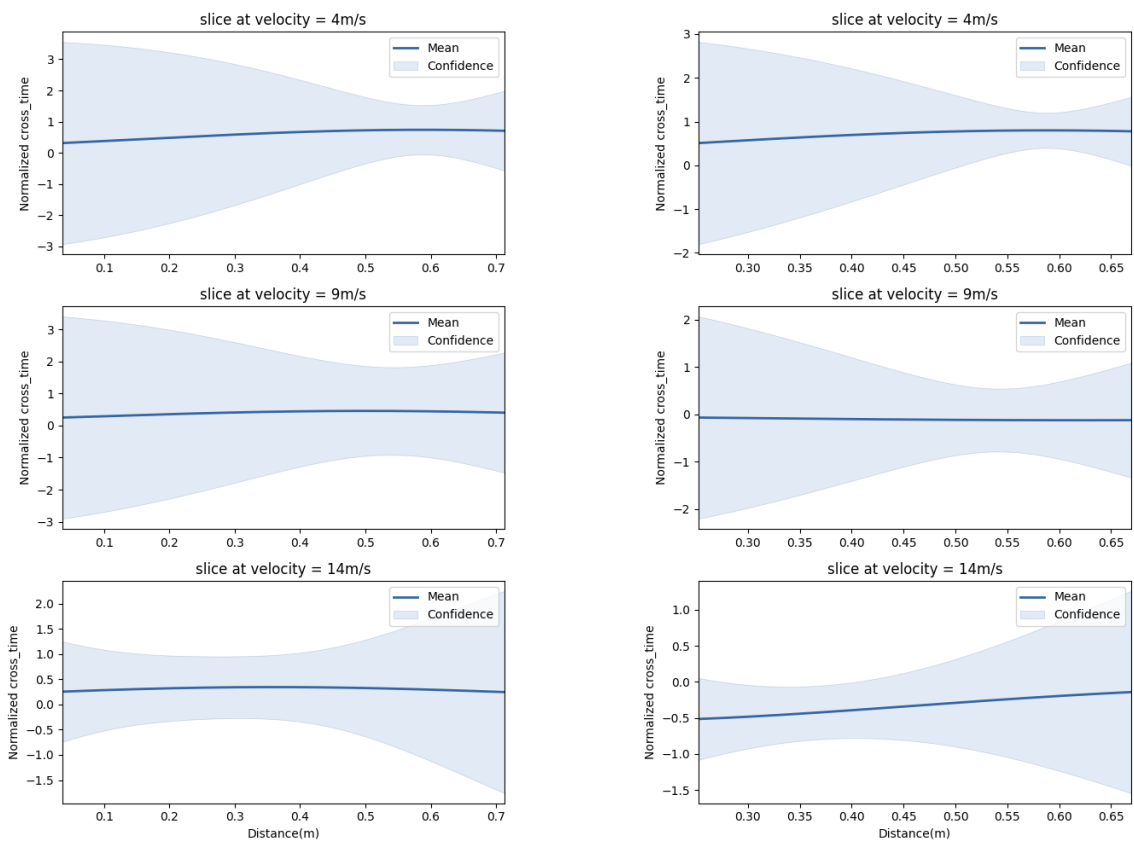 slice at velocity = 4m/s
Normalized cross_time
3
2
1
0
−1
−2
−3
Mean
Confidence
0.1 0.2 0.3 0.4 0.5 0.6 0.7
slice at velocity = 4m/s
Normalized cross_time
3
2
1
0
−1
−2
Mean
Confidence
0.30 0.35 0.40 0.45 0.50 0.55 0.60 0.65
slice at velocity = 9m/s
Normalized cross_time
3
2
1
0
−1
−2
−3
Mean
Confidence
0.1 0.2 0.3 0.4 0.5 0.6 0.7
slice at velocity = 9m/s
Normalized cross_time
2
1
0
−1
−2
Mean
Confidence
0.30 0.35 0.40 0.45 0.50 0.55 0.60 0.65
slice at velocity = 14m/s
Normalized cross_time
2.0
1.5
1.0
0.5
0.0
−0.5
−1.0
−1.5
Mean
Confidence
0.1 0.2 0.3 0.4 0.5 0.6 0.7
Distance(m)
slice at velocity = 14m/s
Normalized cross_time
1.0
0.5
0.0
−0.5
−1.0
−1.5
Mean
Confidence
0.30 0.35 0.40 0.45 0.50 0.55 0.60 0.65
Distance(m)